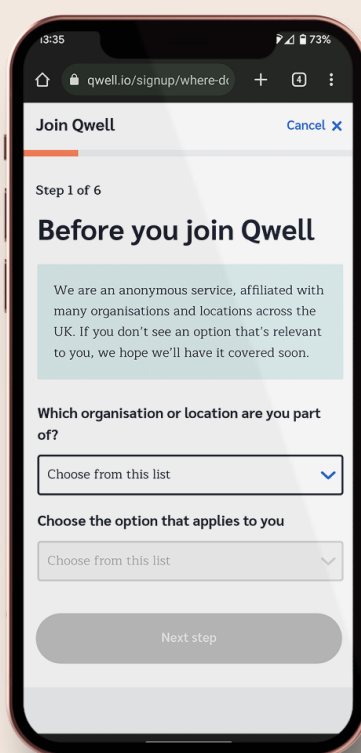 13:35
73%
qwell.io/signup/where-do
4
Join Qwell
Cancel
Step 1 of 6
Before you join Qwell
We are an anonymous service, affiliated with
many organisations and locations across the
UK. If you don't see an option that's relevant
to you, we hope we'll have it covered soon.
Which organisation or location are you part
of?
Choose from this list
Choose the option that applies to you
Choose from this list
Next step